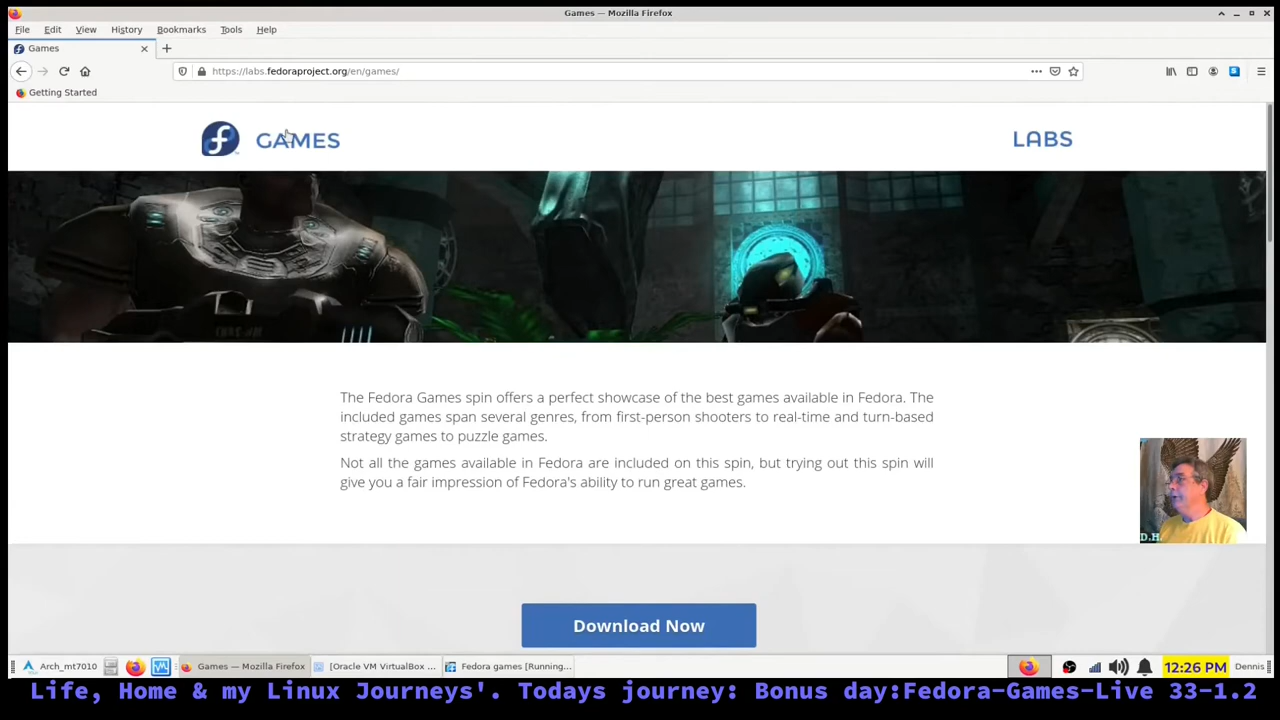 Games — Mozilla Firefox
File Edit View History Bookmarks Tools Help
Games
https://labs.fedoraproject.org/en/games/
Getting Started
GAMES LABS
The Fedora Games spin offers a perfect showcase of the best games available in Fedora. The
included games span several genres, from first-person shooters to real-time and turn-based
strategy games to puzzle games.
Not all the games available in Fedora are included on this spin, but trying out this spin will
give you a fair impression of Fedora's ability to run great games.
D.H
Download Now
Arch_mt7010 Games — Mozilla Firefox [Oracle VM VirtualBox ... Fedora games [Running... 12:26 PM Dennis
Life, Home & my Linux Journeys'. Todays journey: Bonus day:Fedora-Games-Live 33-1.2